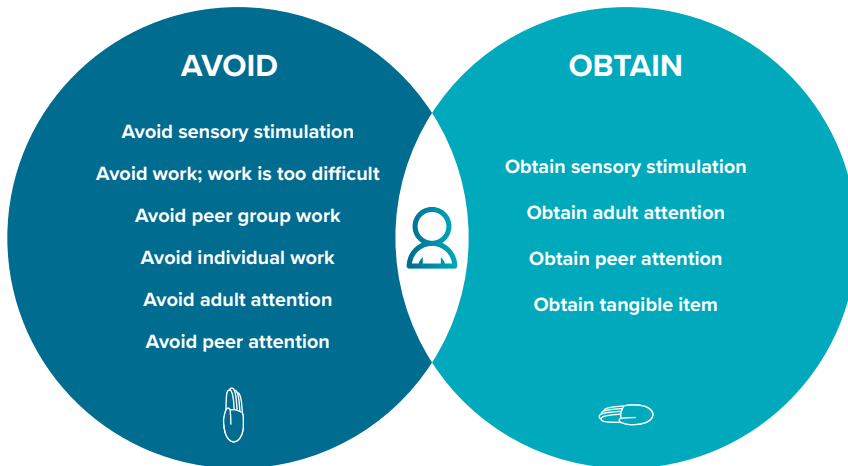 AVOID
Avoid sensory stimulation
Avoid work; work is too difficult
Avoid peer group work
Avoid individual work
Avoid adult attention
Avoid peer attention
OBTAIN
Obtain sensory stimulation
Obtain adult attention
Obtain peer attention
Obtain tangible item